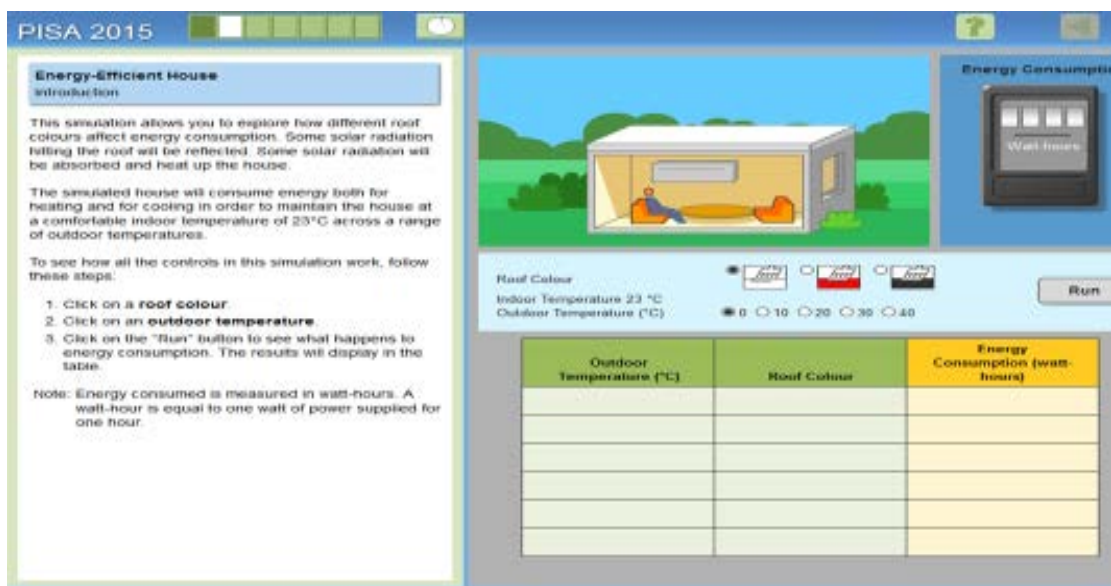 PISA 2015
?
Energy-Efficient House
Introduction
This simulation allows you to explore how different roof
colours affect energy consumption. Some solar radiation
hitting the roof will be reflected. Some solar radiation will
be absorbed and heat up the house.
The simulated house will consume energy both for
heating and for cooling in order to maintain the house at
a comfortable indoor temperature of 23°C across a range
of outdoor temperatures.
To see how all the controls in this simulation work, follow
these steps:
1. Click on a roof colour.
2. Click on an outdoor temperature.
3. Click on the "Run" button to see what happens to
energy consumption. The results will display in the
table.
Note: Energy consumed is measured in watt-hours. A
watt-hour is equal to one watt of power supplied for
one hour.
Energy Consumptio
Watt-hours
Roof Colour
Indoor Temperature 23 °C
Outdoor Temperature (°C) 0 10 20 30 40
Run
Outdoor
Temperature (°C)
Roof Colour
Energy
Consumption (watt-
hours)